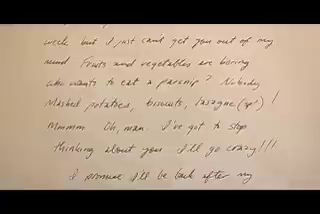 week but I just can't get you out of my
mind Fruits and vegetables are boring
who wants to eat a parsnip? Nobody
Mashed potatoes, biscuits, lasagne (sp?)!
Mmmm Oh, man I've got to stop
thinking about you I'll go crazy!!!
I promise I'll be back after my